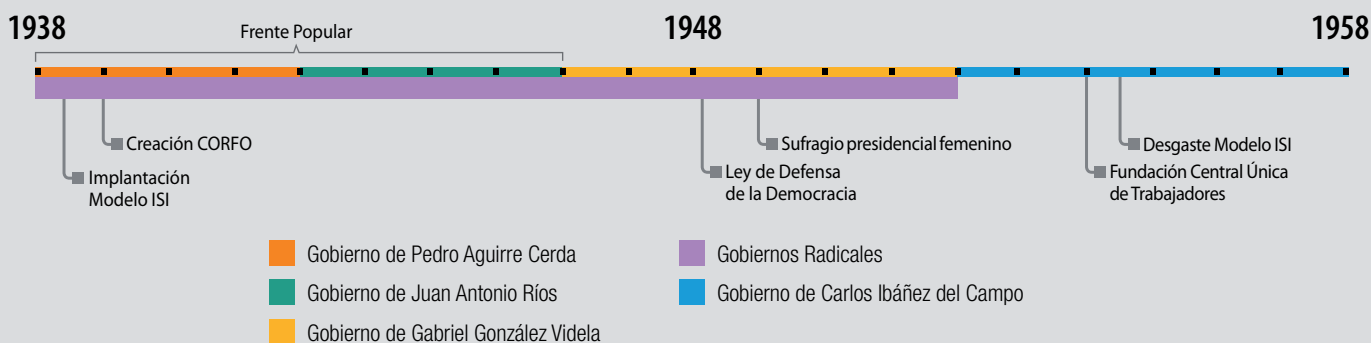 1938
Frente Popular
1948
1958
Creación CORFO
Implantación
Modelo ISI
Sufragio presidencial femenino
Ley de Defensa
de la Democracia
Desgaste Modelo ISI
Fundación Central Única
de Trabajadores
Gobierno de Pedro Aguirre Cerda
Gobierno de Juan Antonio Ríos
Gobierno de Gabriel González Videla
Gobiernos Radicales
Gobierno de Carlos Ibáñez del Campo